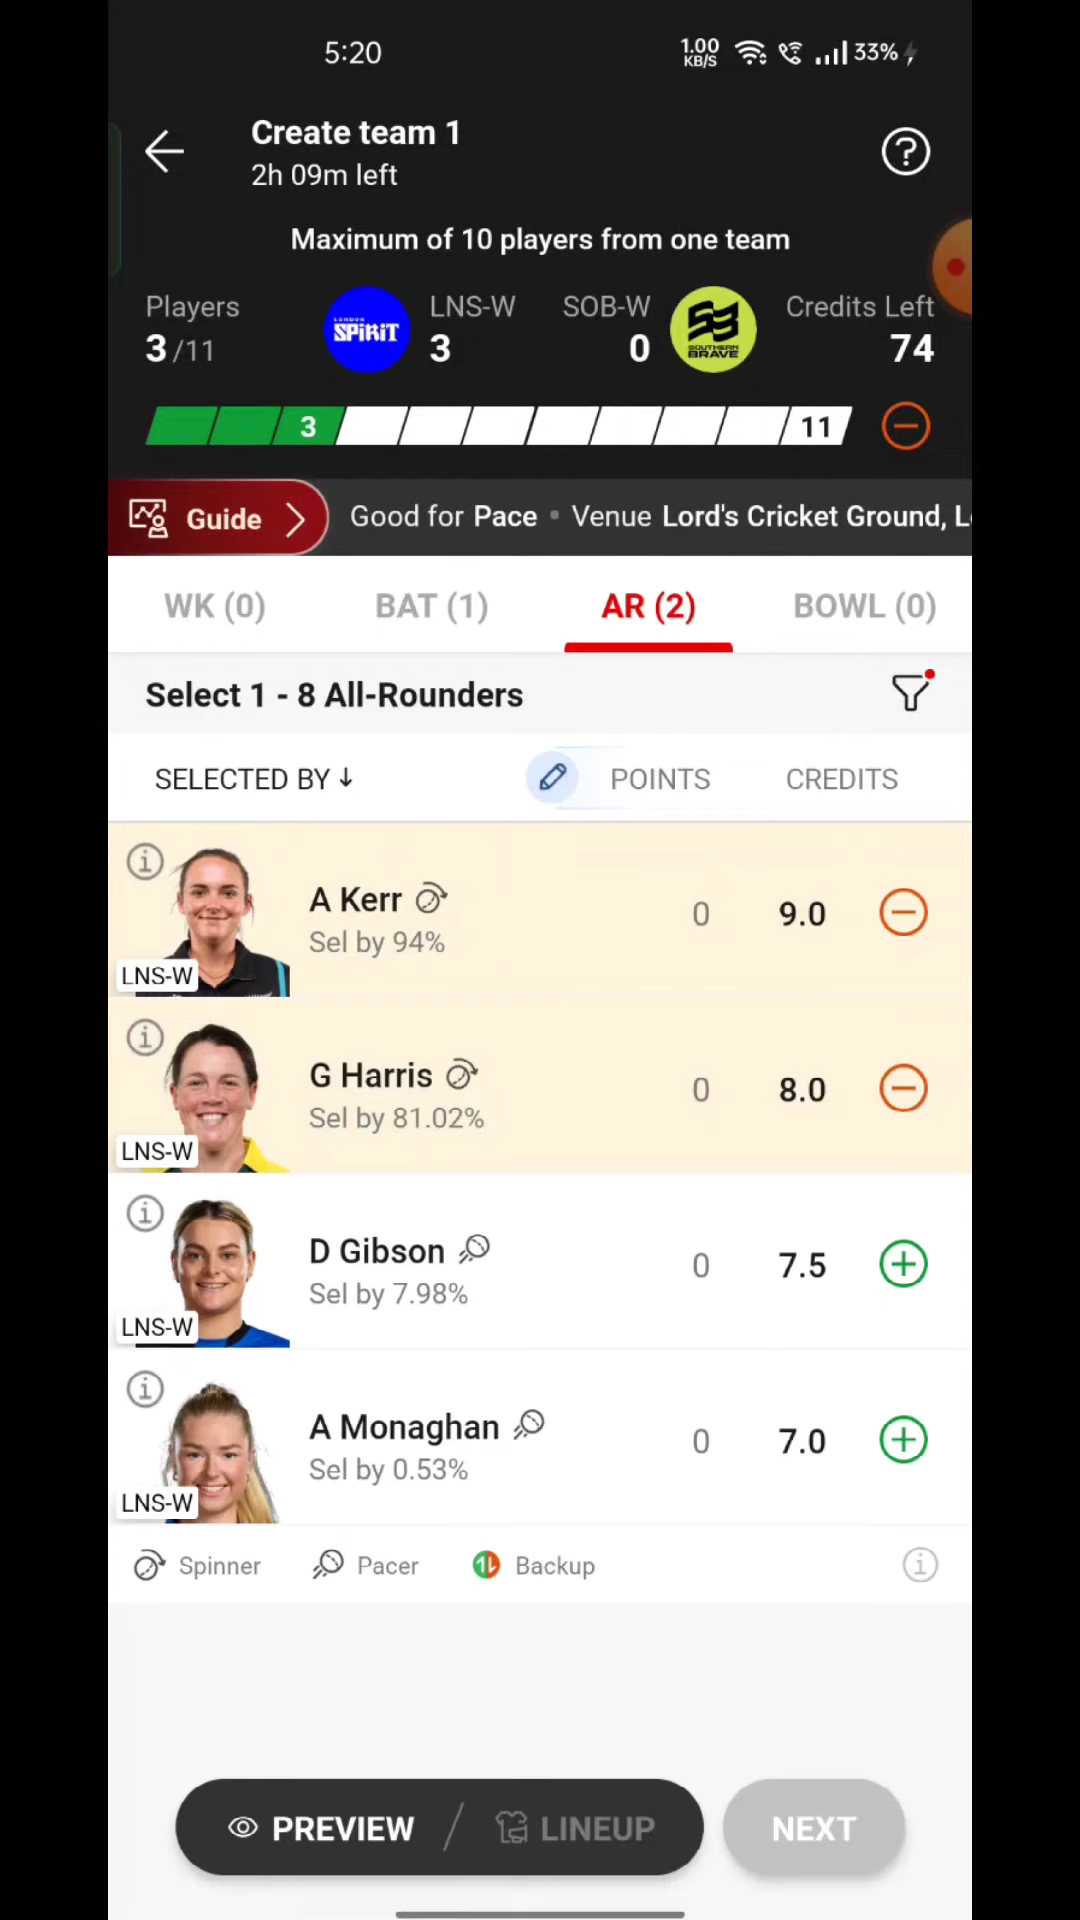 5:20
1.00 KB/S
33%
Create team 1
2h 09m left
Maximum of 10 players from one team
Players
3/11
LONDON SPIRIT
LNS-W
3
SOB-W
0
SOUTHERN BRAVE
Credits Left
74
3
11
Guide
Good for Pace • Venue Lord's Cricket Ground, L
WK (0)
BAT (1)
AR (2)
BOWL (0)
Select 1 - 8 All-Rounders
SELECTED BY ↓
POINTS
CREDITS
A Kerr
Sel by 94%
LNS-W
0
9.0
G Harris
Sel by 81.02%
LNS-W
0
8.0
D Gibson
Sel by 7.98%
LNS-W
0
7.5
A Monaghan
Sel by 0.53%
LNS-W
0
7.0
Spinner
Pacer
Backup
PREVIEW / LINEUP
NEXT